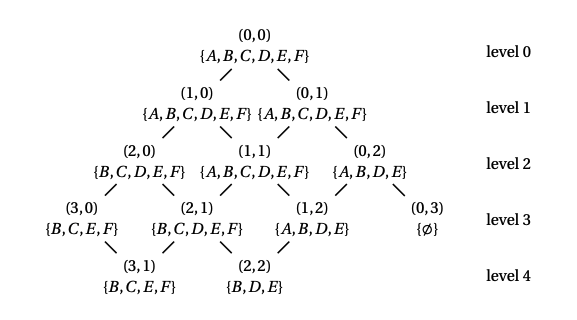 (0,0)
{A,B,C,D,E,F} level 0
(1,0) (0,1)
{A,B,C,D,E,F} {A,B,C,D,E,F} level 1
(2,0) (1,1) (0,2)
{B,C,D,E,F} {A,B,C,D,E,F} {A,B,D,E} level 2
(3,0) (2,1) (1,2) (0,3)
{B,C,E,F} {B,C,D,E,F} {A,B,D,E} {∅} level 3
(3,1) (2,2)
{B,C,E,F} {B,D,E} level 4